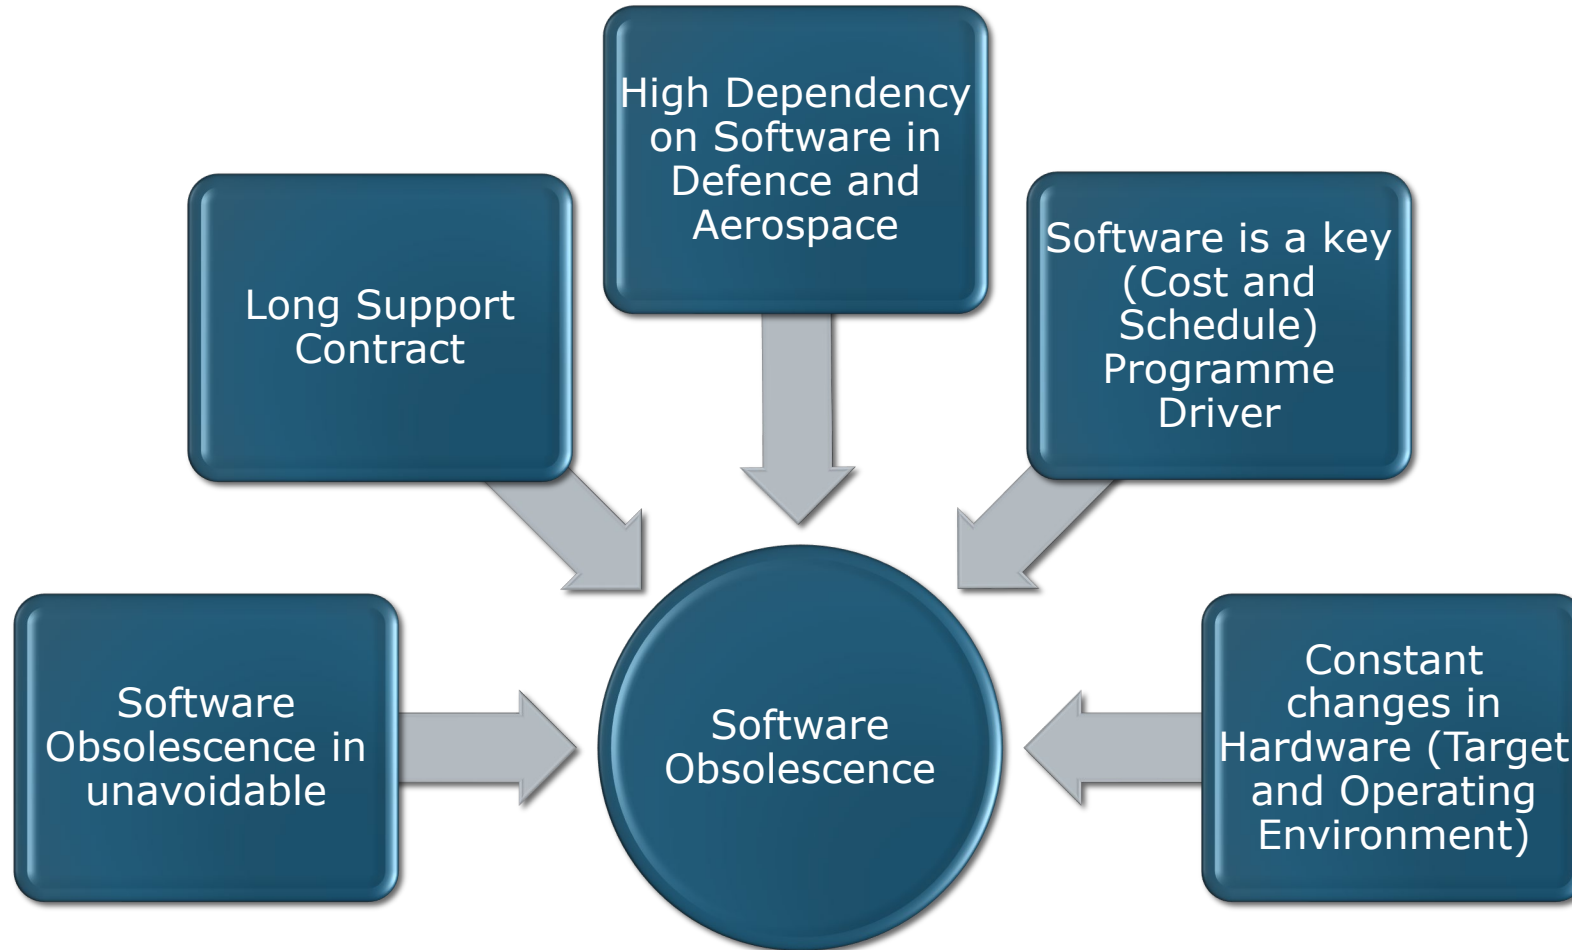 High Dependency
on Software in
Defence and
Aerospace
Long Support
Contract
Software is a key
(Cost and
Schedule)
Programme
Driver
Software
Obsolescence in
unavoidable
Software
Obsolescence
Constant
changes in
Hardware (Target
and Operating
Environment)